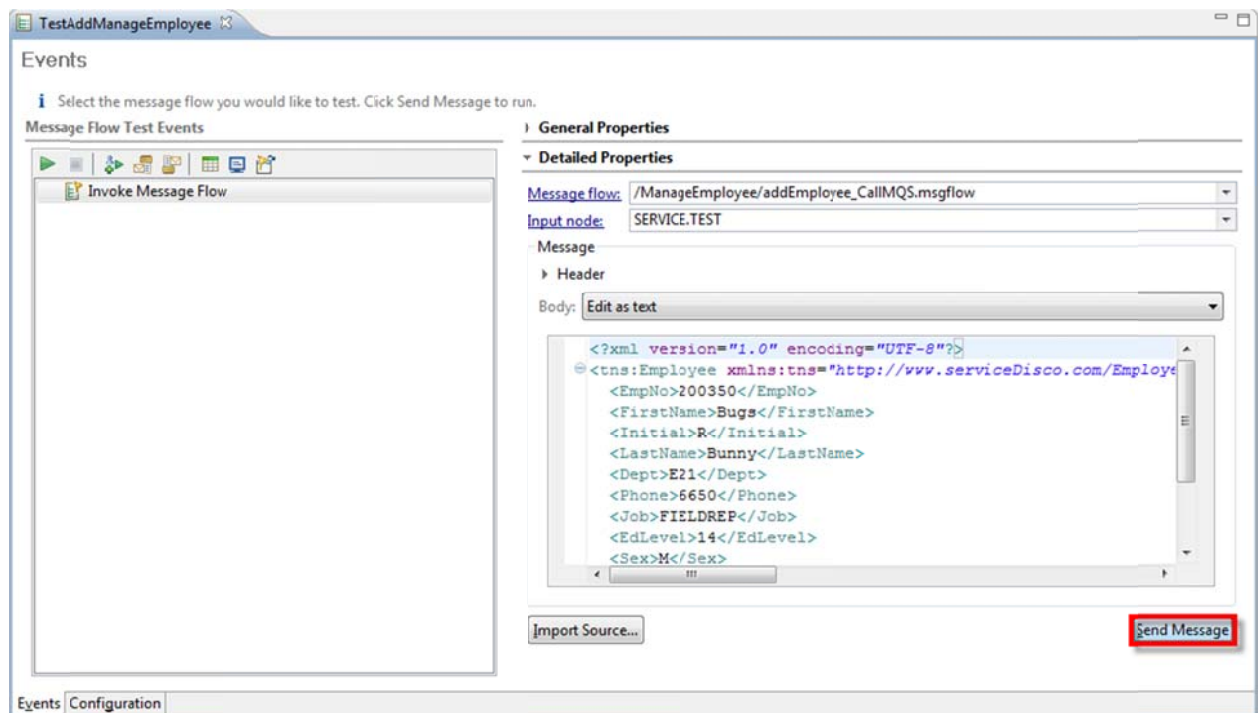 TestAddManageEmployee
Events
Select the message flow you would like to test. Cick Send Message to run.
Message Flow Test Events
Invoke Message Flow
General Properties
Detailed Properties
Message flow: /ManageEmployee/addEmployee_CallMQS.msgflow
Input node: SERVICE.TEST
Message
Header
Body: Edit as text
<?xml version="1.0" encoding="UTF-8"?>
<tns:Employee xmlns:tns="http://www.serviceDisco.com/Employe
<EmpNo>200350</EmpNo>
<FirstName>Bugs</FirstName>
<Initial>R</Initial>
<LastName>Bunny</LastName>
<Dept>E21</Dept>
<Phone>6650</Phone>
<Job>FIELDREP</Job>
<EdLevel>14</EdLevel>
<Sex>M</Sex>
Import Source... Send Message
Events Configuration